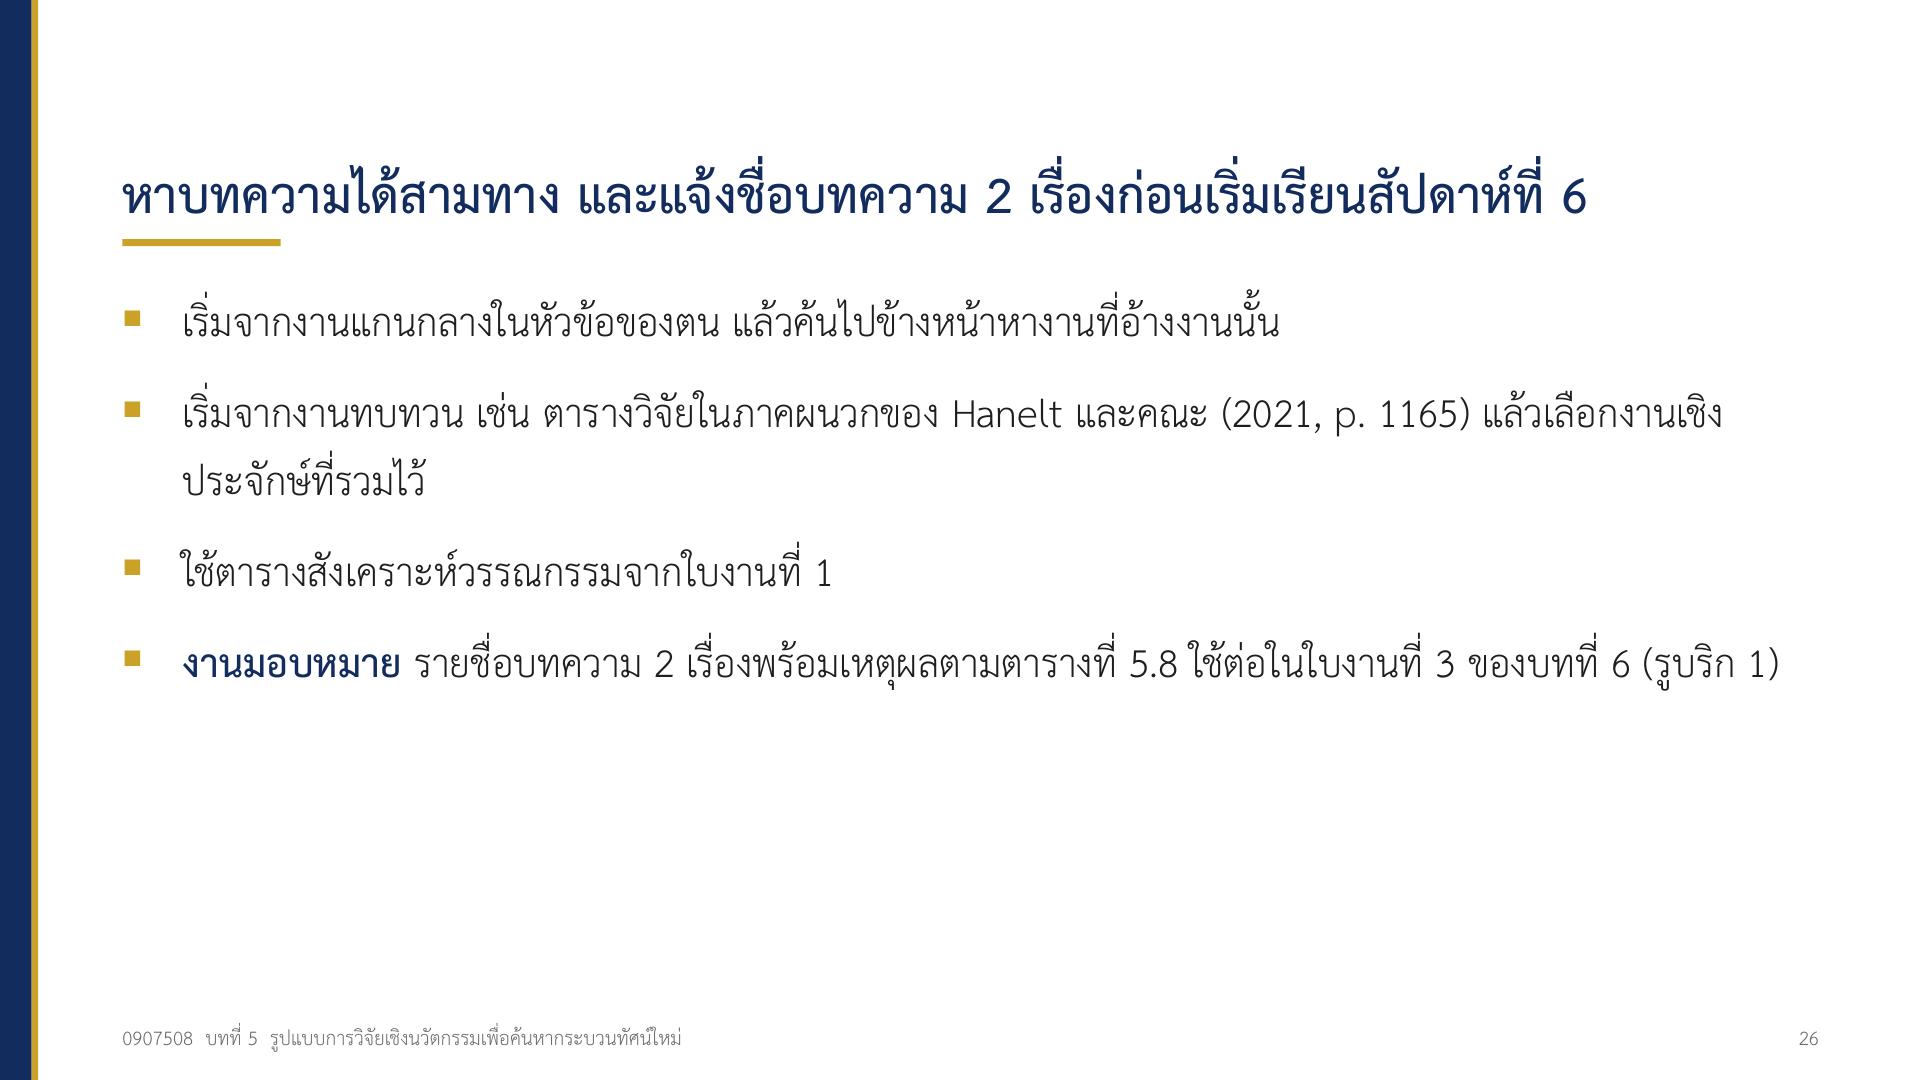 หาบทความได้สามทาง และแจ้งชื่อบทความ 2 เรื่องก่อนเริ่มเรียนสัปดาห์ที่ 6
เริ่มจากงานแกนกลางในหัวข้อของตน แล้วค้นไปข้างหน้าหางานที่อ้างงานนั้น
เริ่มจากงานทบทวน เช่น ตารางวิจัยในภาคผนวกของ Hanelt และคณะ (2021, p. 1165) แล้วเลือกงานเชิง
ประจักษ์ที่รวมไว้
ใช้ตารางสังเคราะห์วรรณกรรมจากใบงานที่ 1
งานมอบหมาย รายชื่อบทความ 2 เรื่องพร้อมเหตุผลตามตารางที่ 5.8 ใช้ต่อในใบงานที่ 3 ของบทที่ 6 (รูบริก 1)
0907508 บทที่ 5 รูปแบบการวิจัยเชิงนวัตกรรมเพื่อค้นหากระบวนทัศน์ใหม่
26